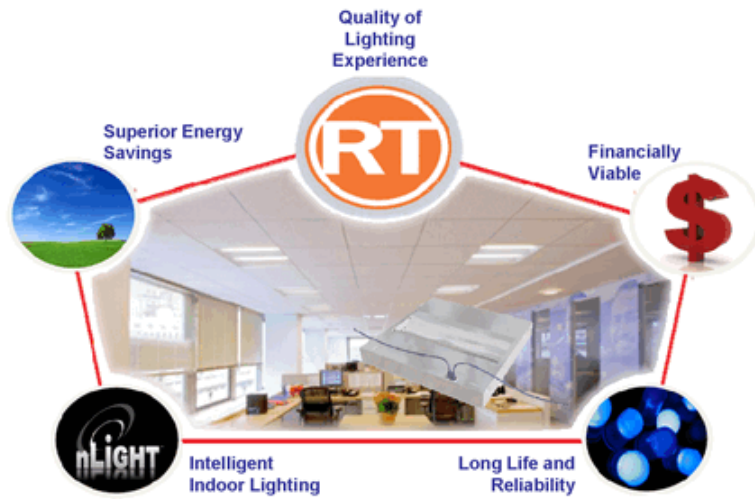 Quality of
Lighting
Experience
RT
Superior Energy
Savings
Financially
Viable
$
nLIGHT
Intelligent
Indoor Lighting
Long Life and
Reliability